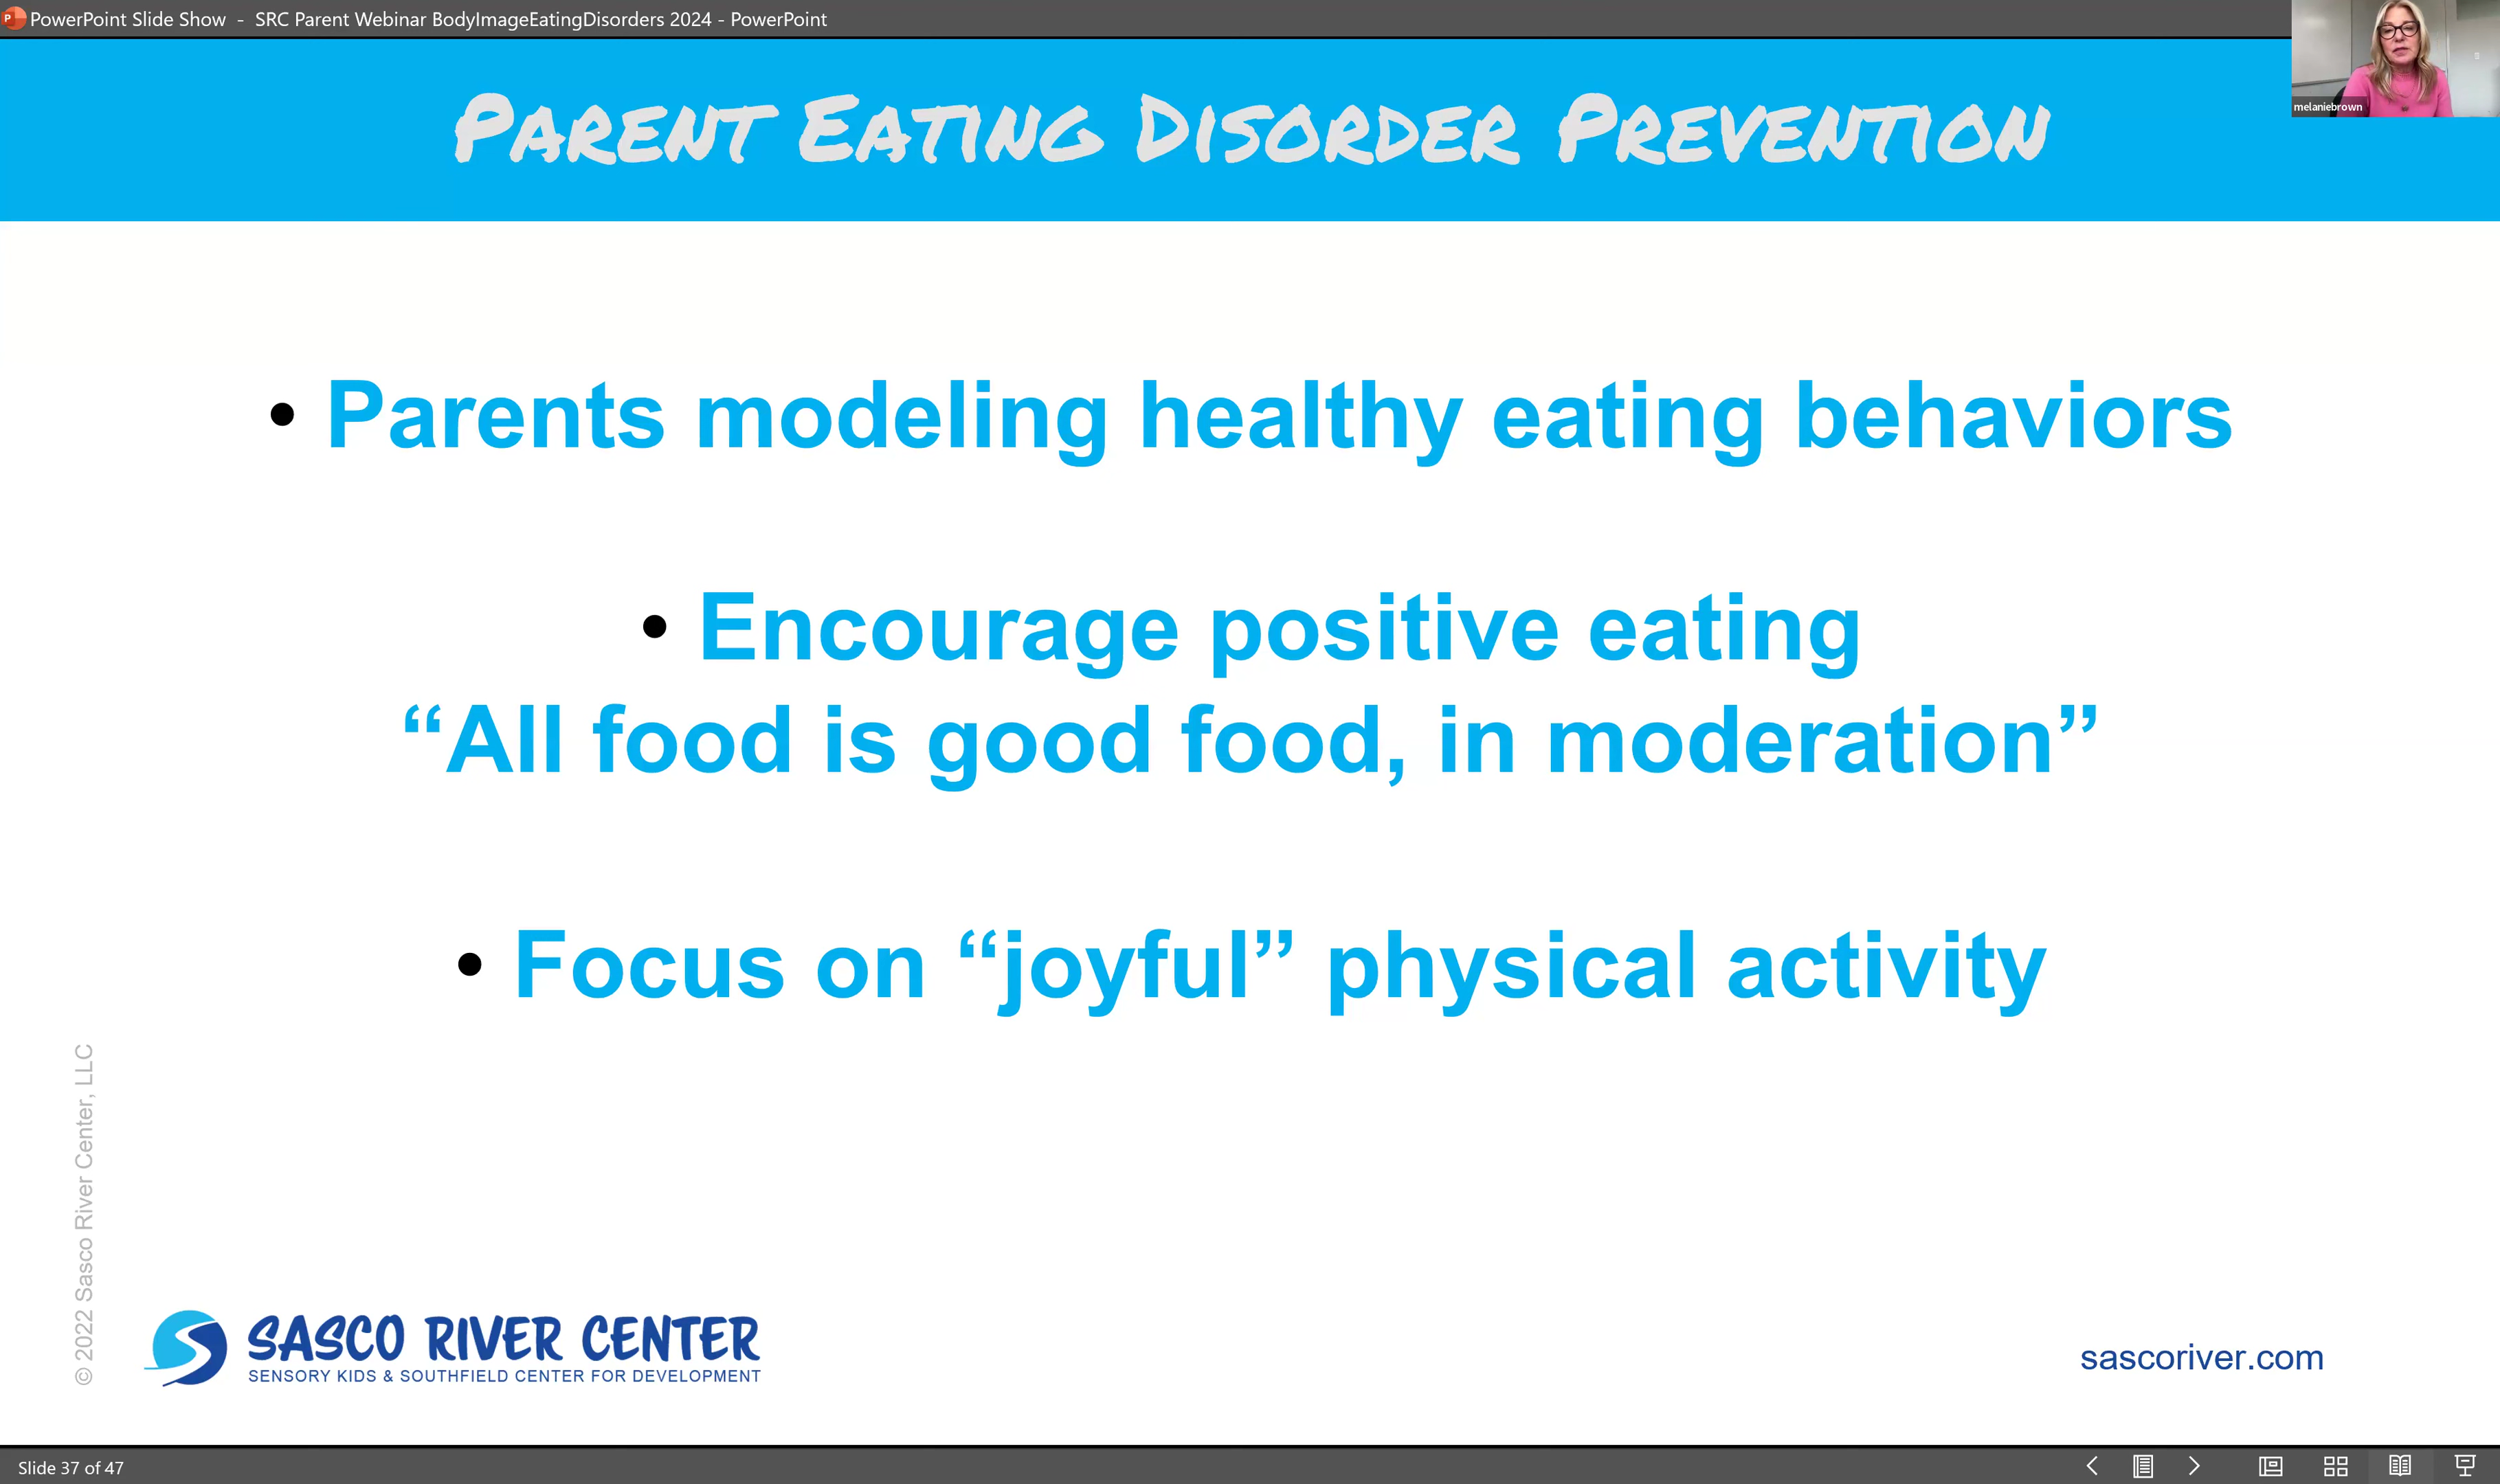 PowerPoint Slide Show - SRC Parent Webinar BodyImageEatingDisorders 2024 - PowerPoint
melaniebrown
PARENT EATING DISORDER PREVENTION
• Parents modeling healthy eating behaviors
• Encourage positive eating
“All food is good food, in moderation”
• Focus on “joyful” physical activity
© 2022 Sasco River Center, LLC
SASCO RIVER CENTER
SENSORY KIDS & SOUTHFIELD CENTER FOR DEVELOPMENT
sascoriver.com
Slide 37 of 47